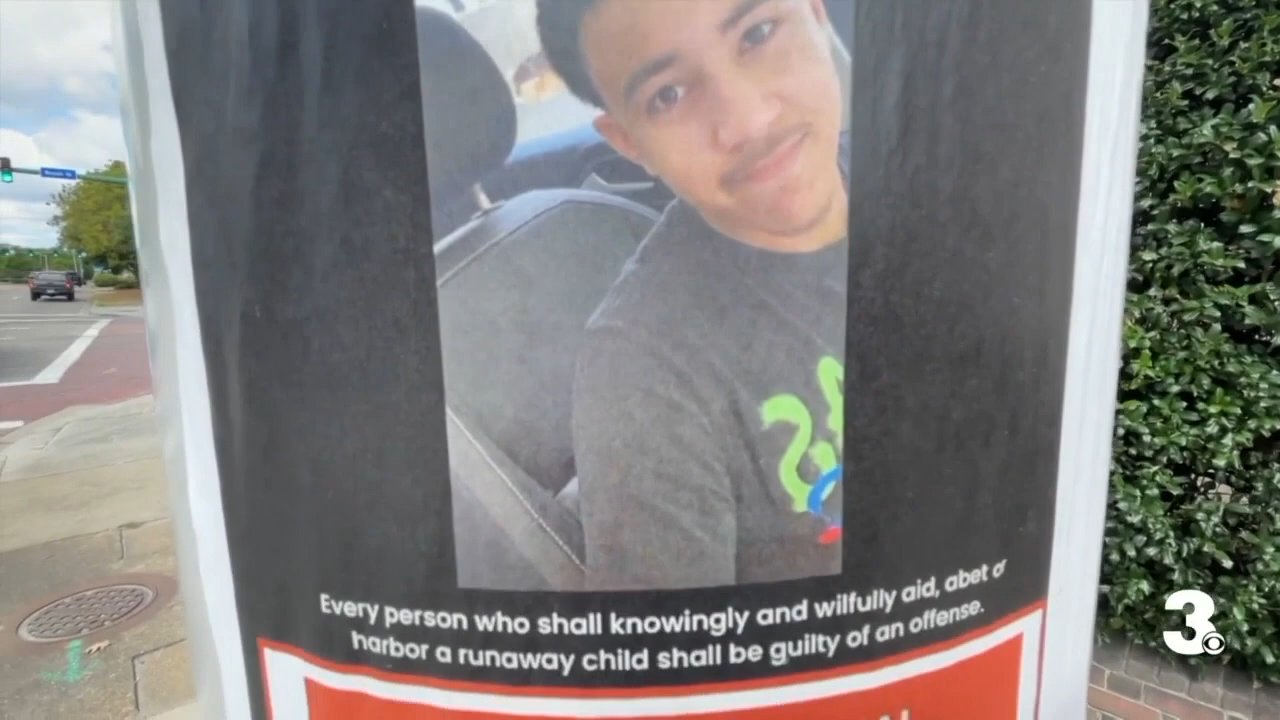 Every person who shall knowingly and wilfully aid, abet or
harbor a runaway child shall be guilty of an offense.
3